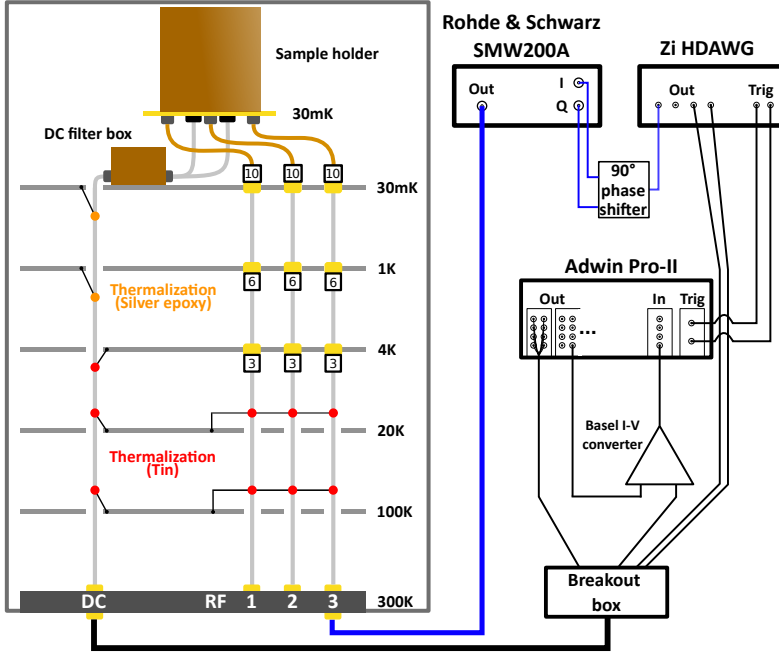 Rohde & Schwarz
SMW200A
Zi HDAWG
Sample holder
30mK
DC filter box
Out
I
Q
Out
Trig
10
10
10
30mK
90°
phase
shifter
6
6
6
1K
Thermalization
(Silver epoxy)
Adwin Pro-II
Out
In
Trig
...
3
3
3
4K
20K
Thermalization
(Tin)
Basel I-V
converter
100K
DC
RF
1
2
3
300K
Breakout
box